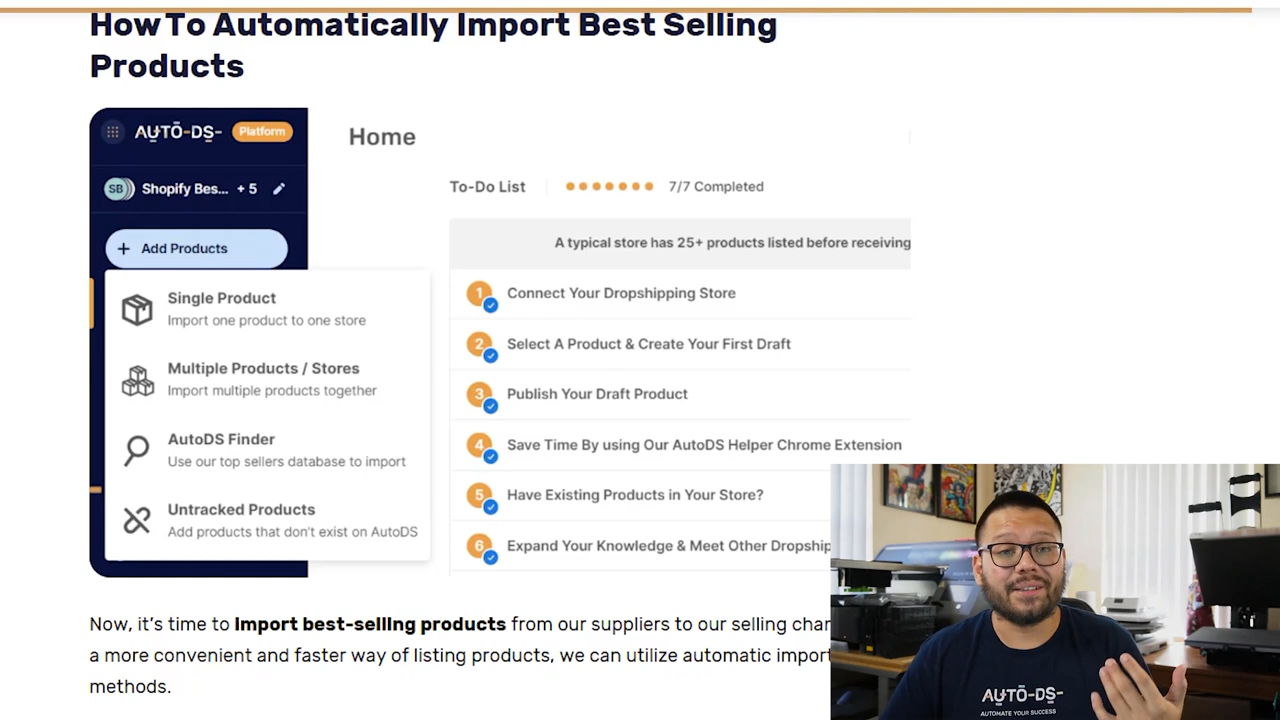 How To Automatically Import Best Selling
Products
AUTO-DS- Platform
SB Shopify Bes... + 5
+ Add Products
Single Product
Import one product to one store
Multiple Products / Stores
Import multiple products together
AutoDS Finder
Use our top sellers database to import
Untracked Products
Add products that don't exist on AutoDS
Home
To-Do List 7/7 Completed
A typical store has 25+ products listed before receiving
1 Connect Your Dropshipping Store
2 Select A Product & Create Your First Draft
3 Publish Your Draft Product
4 Save Time By using Our AutoDS Helper Chrome Extension
5 Have Existing Products in Your Store?
6 Expand Your Knowledge & Meet Other Dropship
Now, it's time to import best-selling products from our suppliers to our selling chan
a more convenient and faster way of listing products, we can utilize automatic import
methods.
AUTO-DS-
AUTOMATE YOUR SUCCESS